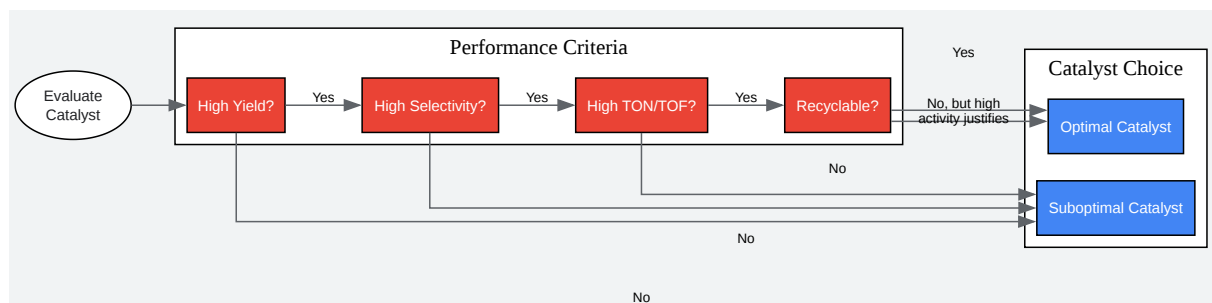 Performance Criteria
Evaluate
Catalyst
High Yield?
Yes
High Selectivity?
Yes
High TON/TOF?
Yes
Recyclable?
Yes
No, but high
activity justifies
Catalyst Choice
Optimal Catalyst
Suboptimal Catalyst
No
No
No